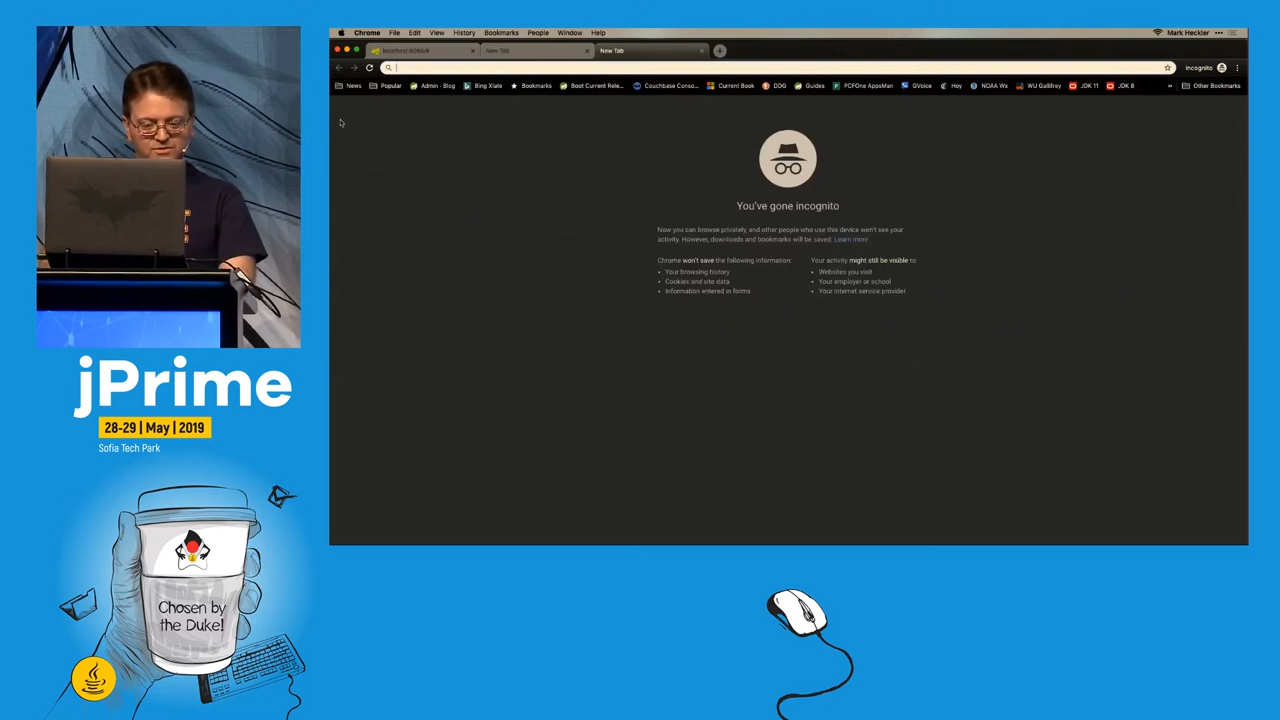 Chrome File Edit View History Bookmarks People Window Help Mark Heckler
localhost:8080/# New Tab New Tab
Incognito
News Popular Admin - Blog Bing Xlate Bookmarks Boot Current Rele... Couchbase Conso... Current Book DDG Guides PCFOne AppsMan GVoice Hoy NOAA Wx WU Gallifrey JDK 11 JDK 8 » Other Bookmarks
You've gone incognito
Now you can browse privately, and other people who use this device won't see your
activity. However, downloads and bookmarks will be saved. Learn more
Chrome won't save the following information:
• Your browsing history
• Cookies and site data
• Information entered in forms
Your activity might still be visible to:
• Websites you visit
• Your employer or school
• Your internet service provider
jPrime
28-29 | May | 2019
Sofia Tech Park
Chosen by
the Duke!